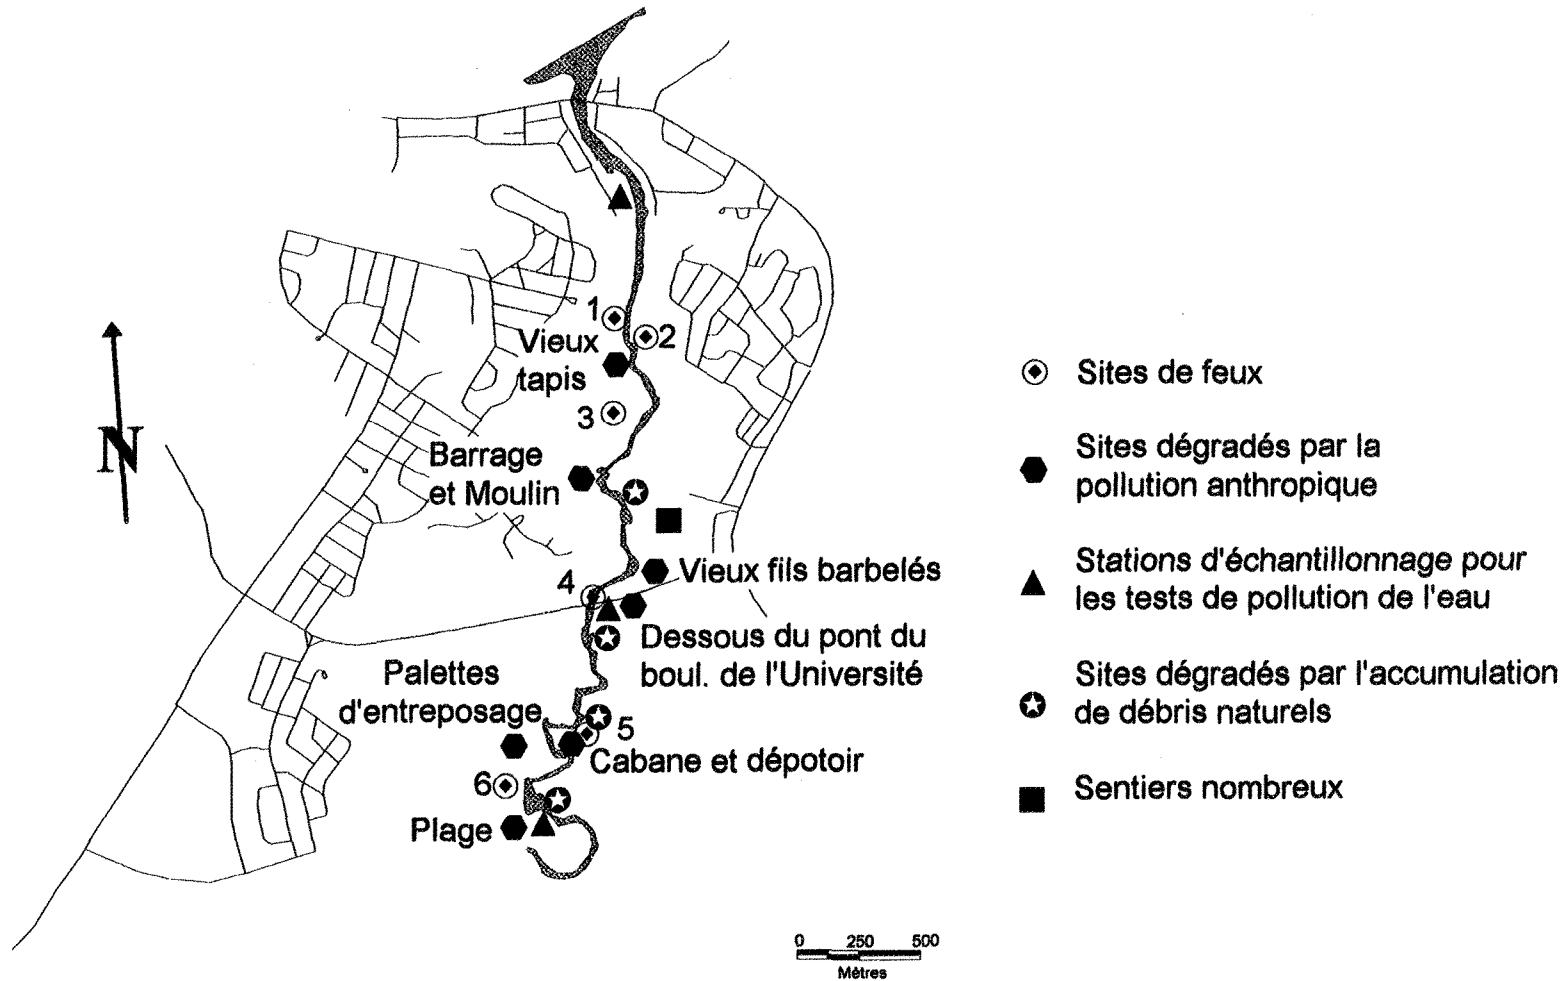 1
2
Vieux
tapis
3
N
Barrage
et Moulin
Vieux fils barbelés
4
Dessous du pont du
boul. de l'Université
Palettes
d'entreposage
5
Cabane et dépotoir
6
Plage
Sites de feux
Sites dégradés par la
pollution anthropique
Stations d'échantillonnage pour
les tests de pollution de l'eau
Sites dégradés par l'accumulation
de débris naturels
Sentiers nombreux
0 250 500
Mètres